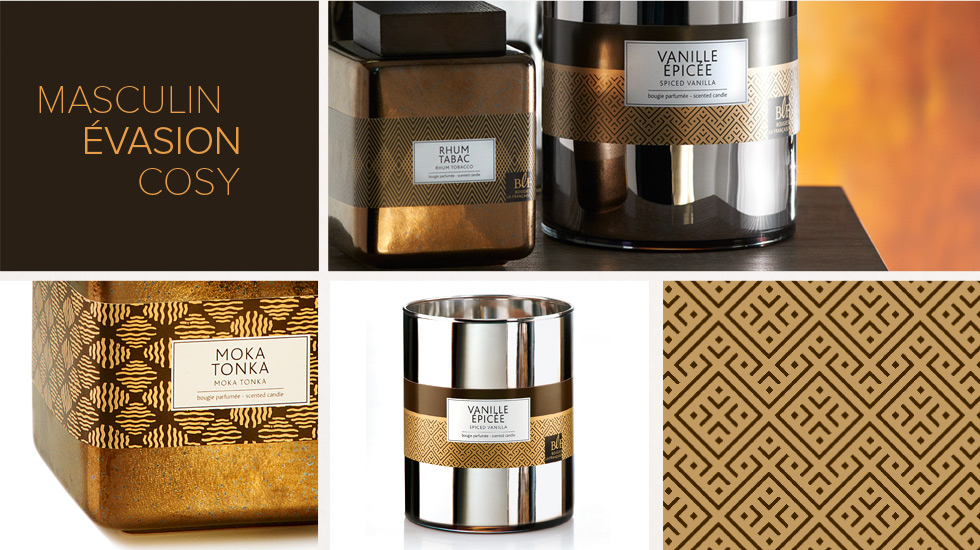 MASCULIN
ÉVASION
COSY
RHUM
TABAC
RHUM TOBACCO
bougie parfumée - scented candle
VANILLE
ÉPICÉE
SPICED VANILLA
bougie parfumée - scented candle
MOKA
TONKA
MOKA TONKA
bougie parfumée - scented candle
VANILLE
ÉPICÉE
SPICED VANILLA
bougie parfumée - scented candle